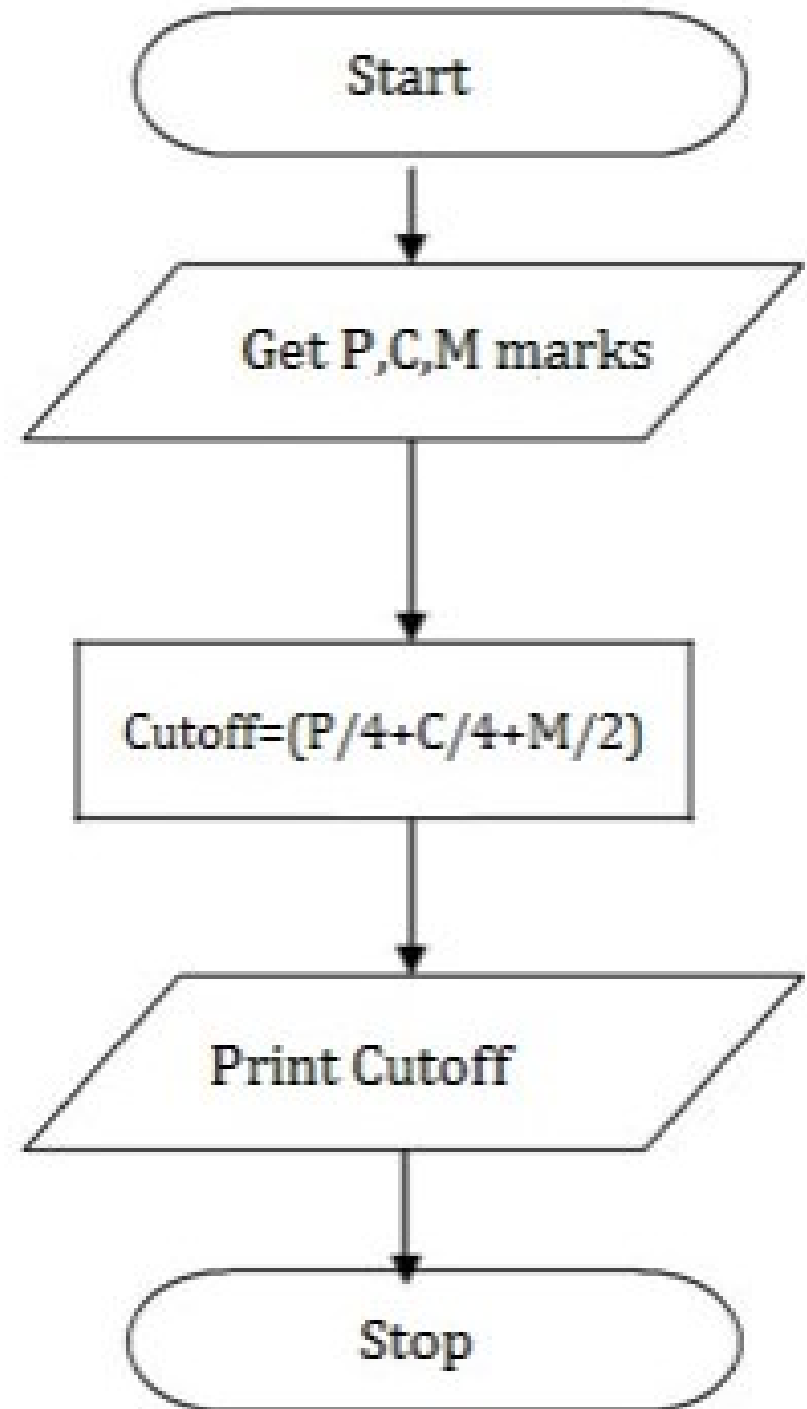 Start
Get P,C,M marks
Cutoff=(P/4+C/4+M/2)
Print Cutoff
Stop